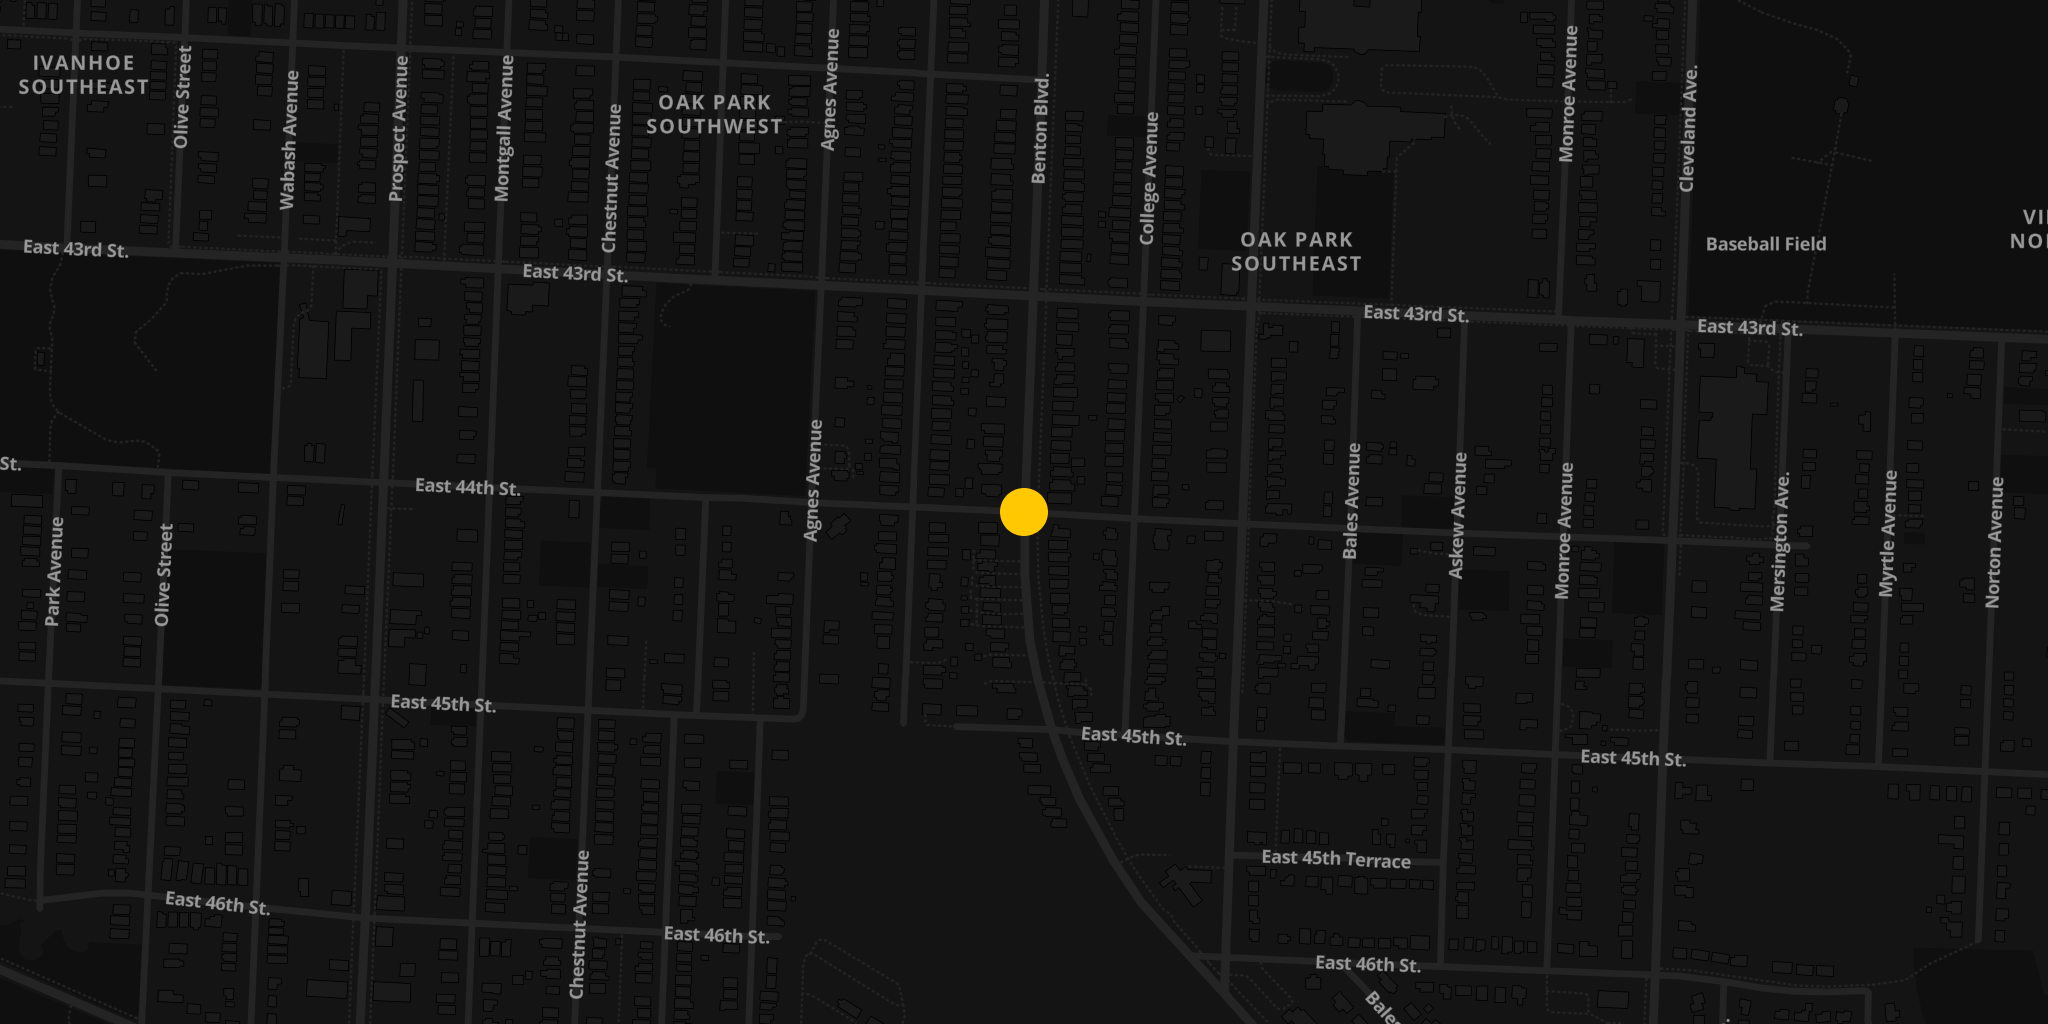 IVANHOE
SOUTHEAST
Olive Street
Wabash Avenue
Prospect Avenue
Montgall Avenue
Chestnut Avenue
OAK PARK
SOUTHWEST
Agnes Avenue
Benton Blvd.
College Avenue
Monroe Avenue
Cleveland Ave.
VI
NO
Baseball Field
OAK PARK
SOUTHEAST
East 43rd St.
East 43rd St.
East 43rd St.
East 43rd St.
St.
East 44th St.
Agnes Avenue
Bales Avenue
Askew Avenue
Monroe Avenue
Mersington Ave.
Myrtle Avenue
Norton Avenue
Park Avenue
Olive Street
East 45th St.
East 45th St.
East 45th St.
East 45th Terrace
Chestnut Avenue
East 46th St.
East 46th St.
East 46th St.
Bales